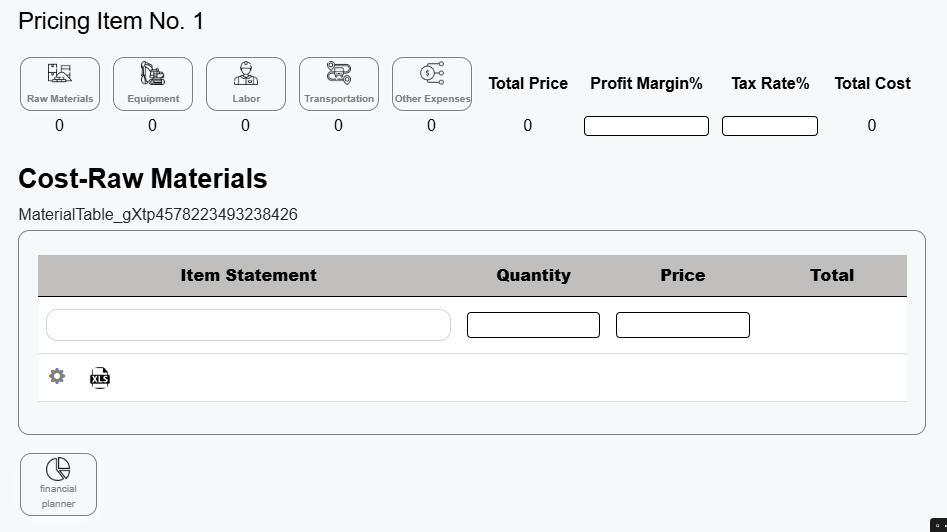 Pricing Item No. 1
Raw Materials Equipment Labor Transportation Other Expenses Total Price Profit Margin% Tax Rate% Total Cost
0 0 0 0 0 0 0
Cost-Raw Materials
MaterialTable_gXtp4578223493238426
Item Statement Quantity Price Total
XLS
financial
planner